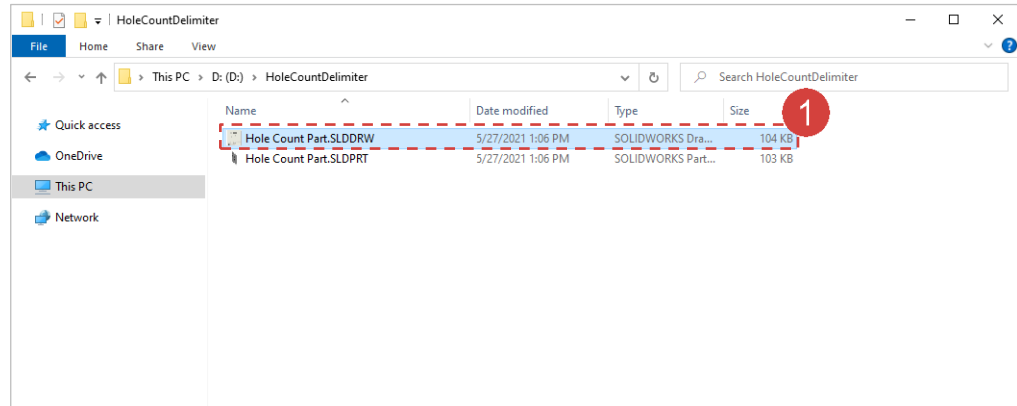 HoleCountDelimiter
File Home Share View
This PC > D: (D:) > HoleCountDelimiter
Search HoleCountDelimiter
Name Date modified Type Size
1
Quick access
Hole Count Part.SLDDRW 5/27/2021 1:06 PM SOLIDWORKS Dra... 104 KB
OneDrive
Hole Count Part.SLDPRT 5/27/2021 1:06 PM SOLIDWORKS Part... 103 KB
This PC
Network